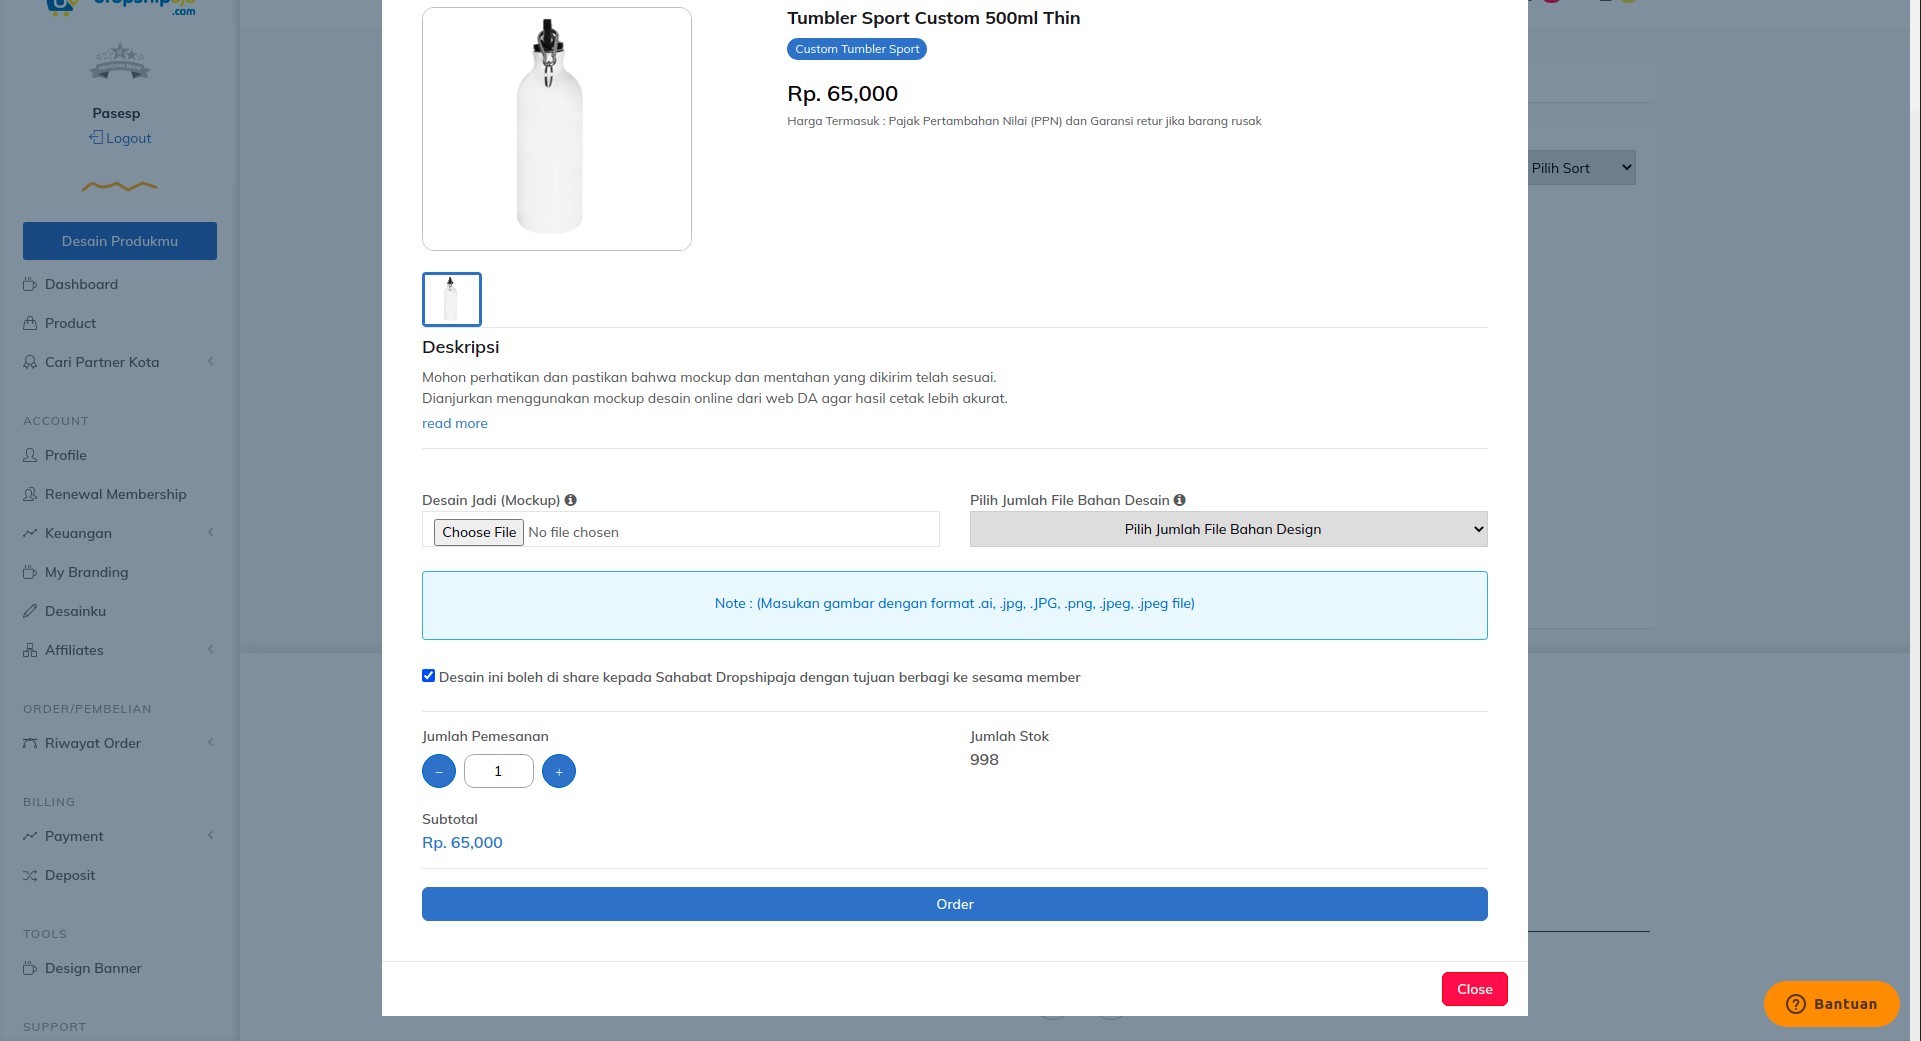 .com
Pasesp
Logout
Desain Produkmu
Dashboard
Product
Cari Partner Kota
ACCOUNT
Profile
Renewal Membership
Keuangan
My Branding
Desainku
Affiliates
ORDER/PEMBELIAN
Riwayat Order
BILLING
Payment
Deposit
TOOLS
Design Banner
SUPPORT
Tumbler Sport Custom 500ml Thin
Custom Tumbler Sport
Rp. 65,000
Harga Termasuk : Pajak Pertambahan Nilai (PPN) dan Garansi retur jika barang rusak
Deskripsi
Mohon perhatikan dan pastikan bahwa mockup dan mentahan yang dikirim telah sesuai.
Dianjurkan menggunakan mockup desain online dari web DA agar hasil cetak lebih akurat.
read more
Desain Jadi (Mockup)
Choose File No file chosen
Pilih Jumlah File Bahan Desain
Pilih Jumlah File Bahan Design
Note : (Masukan gambar dengan format .ai, .jpg, .JPG, .png, .jpeg, .jpeg file)
Desain ini boleh di share kepada Sahabat Dropshipaja dengan tujuan berbagi ke sesama member
Jumlah Pemesanan
− 1 +
Jumlah Stok
998
Subtotal
Rp. 65,000
Order
Close
Pilih Sort
Bantuan